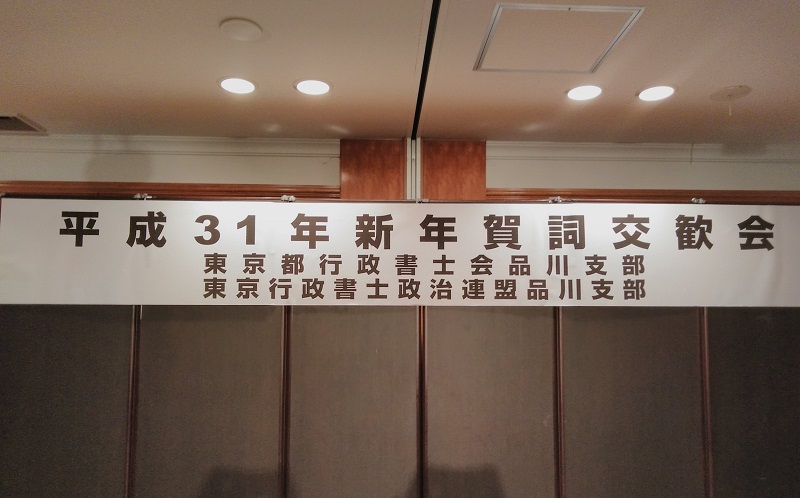 平成31年新年賀詞交歓会
東京都行政書士会品川支部
東京行政書士政治連盟品川支部